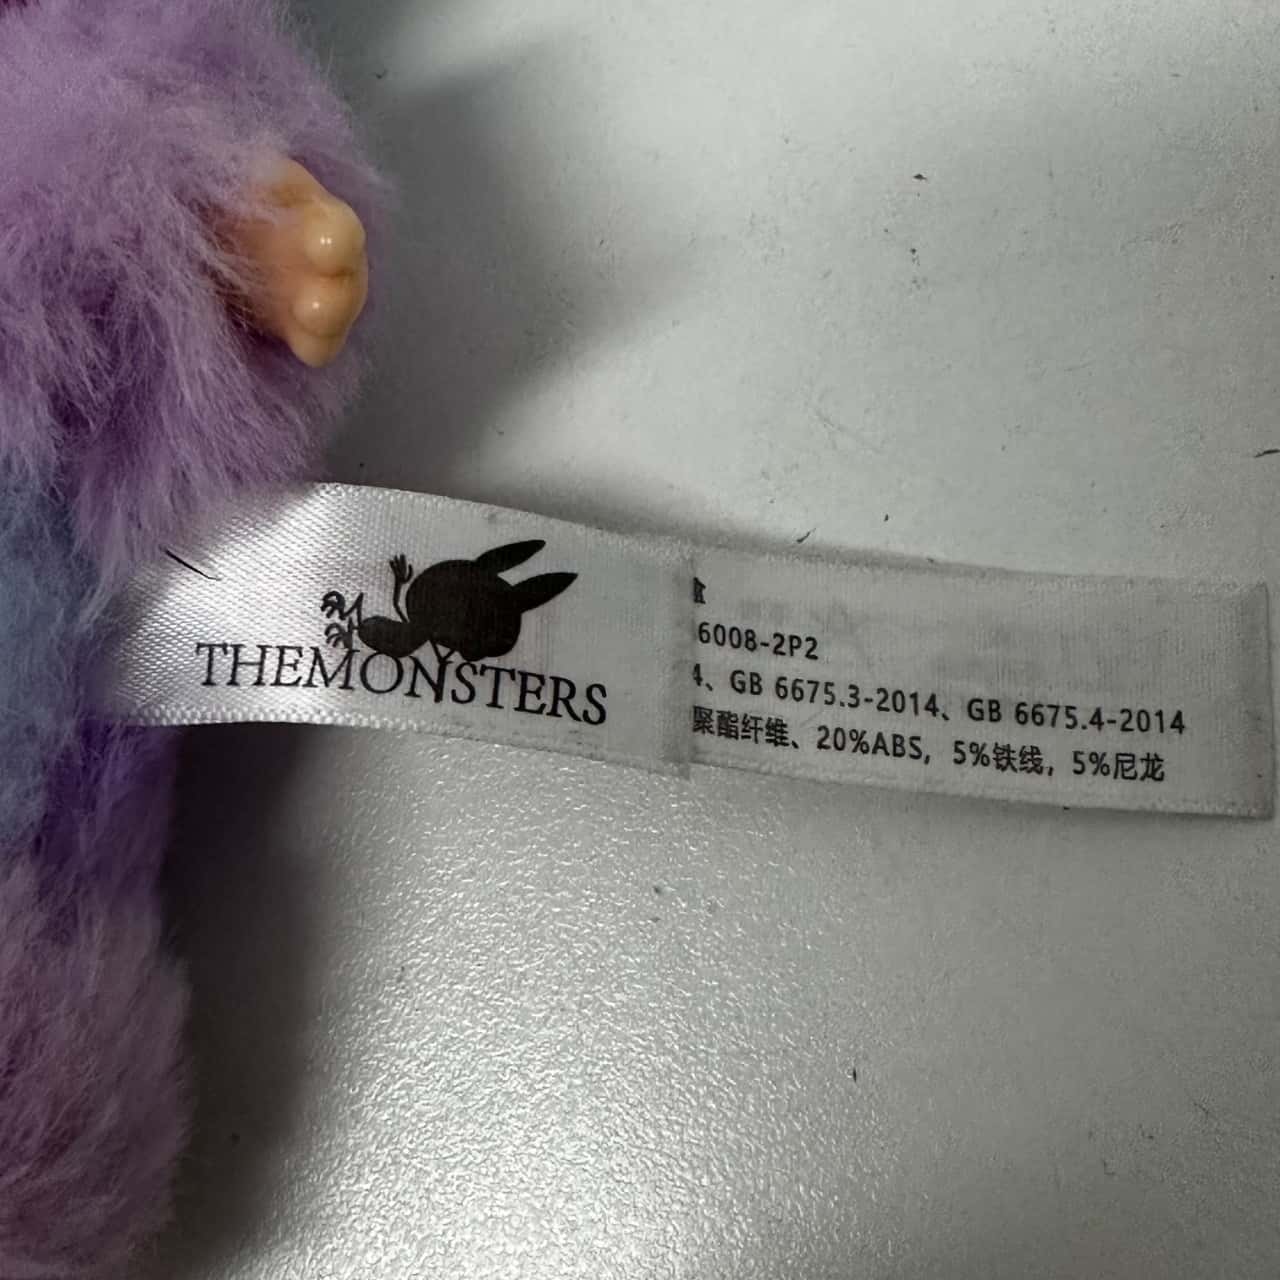 THEMONSTERS
盒
6008-2P2
4、GB 6675.3-2014、GB 6675.4-2014
聚酯纤维、20%ABS，5%铁线，5%尼龙